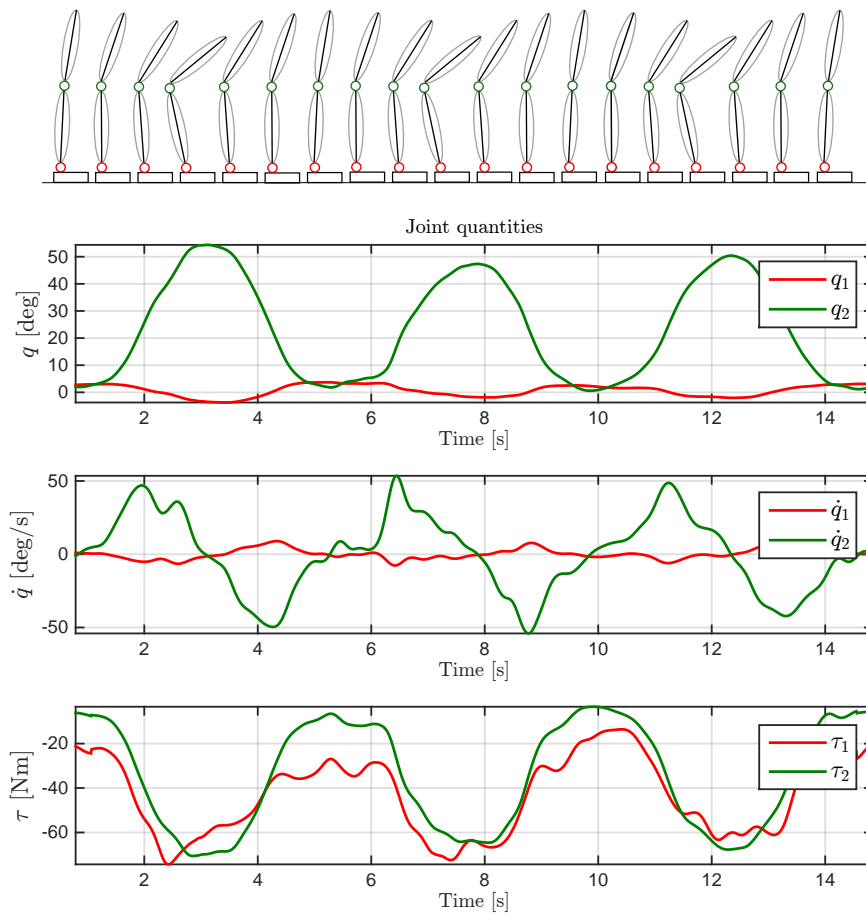 Joint quantities
q [deg]
50
40
30
20
10
0
q₁
q₂
2 4 6 8 10 12 14
Time [s]
q̇ [deg/s]
50
0
-50
q̇₁
q̇₂
2 4 6 8 10 12 14
Time [s]
τ [Nm]
-20
-40
-60
τ₁
τ₂
2 4 6 8 10 12 14
Time [s]